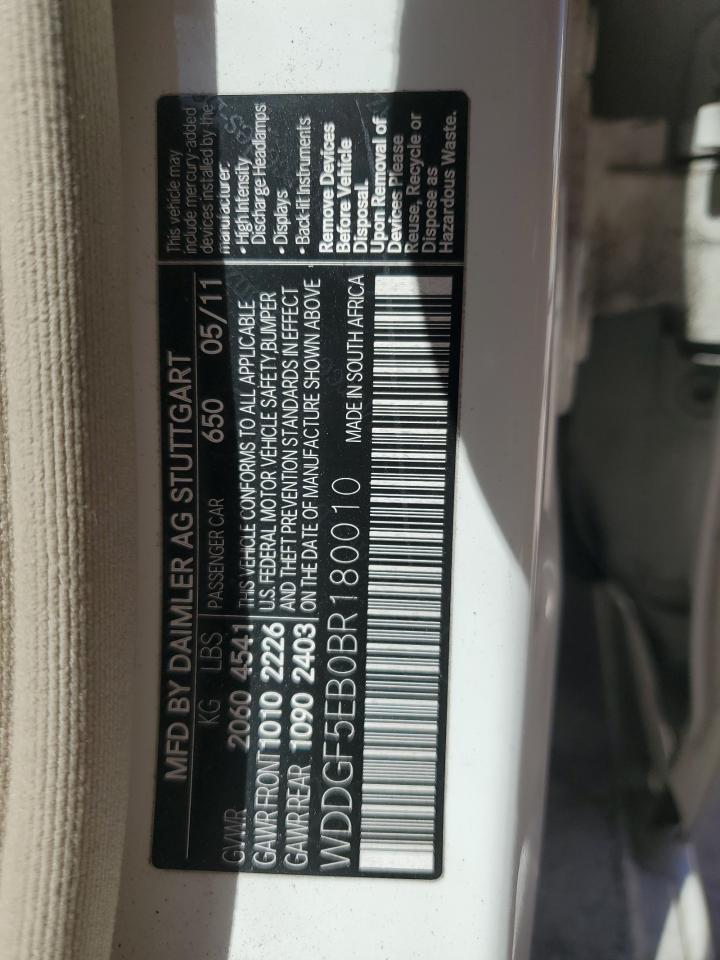 MFD BY DAIMLER AG STUTTGART
KG LBS PASSENGER CAR 650 05/11
GVWR 2060 4541
GAWR FRONT 1010 2226
GAWR REAR 1090 2403
THIS VEHICLE CONFORMS TO ALL APPLICABLE
U.S. FEDERAL MOTOR VEHICLE SAFETY, BUMPER
AND THEFT PREVENTION STANDARDS IN EFFECT
ON THE DATE OF MANUFACTURE SHOWN ABOVE
WDDGF5EB0BR180010 MADE IN SOUTH AFRICA
This vehicle may
include mercury-added
devices installed by the
manufacturer:
• High Intensity
Discharge Headlamps
• Displays
• Back-lit Instruments
Remove Devices
Before Vehicle
Disposal.
Upon Removal of
Devices Please
Reuse, Recycle or
Dispose as
Hazardous Waste.